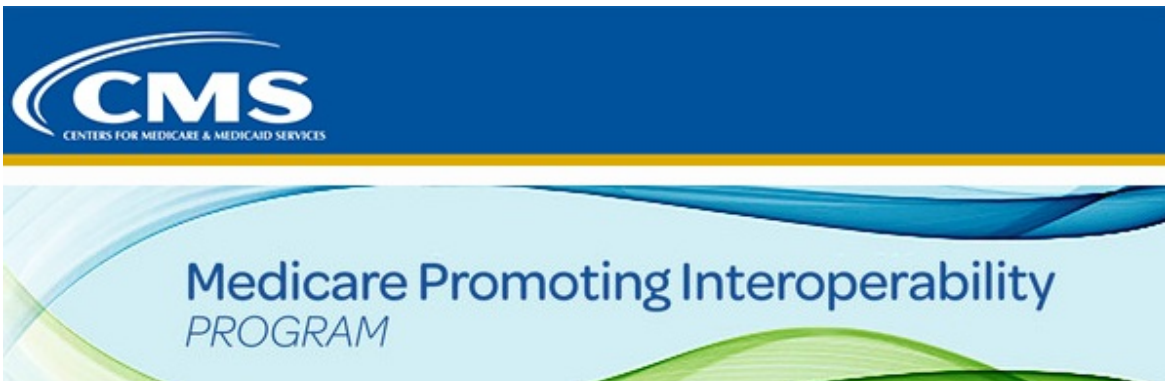 CMS
CENTERS FOR MEDICARE & MEDICAID SERVICES
Medicare Promoting Interoperability
PROGRAM